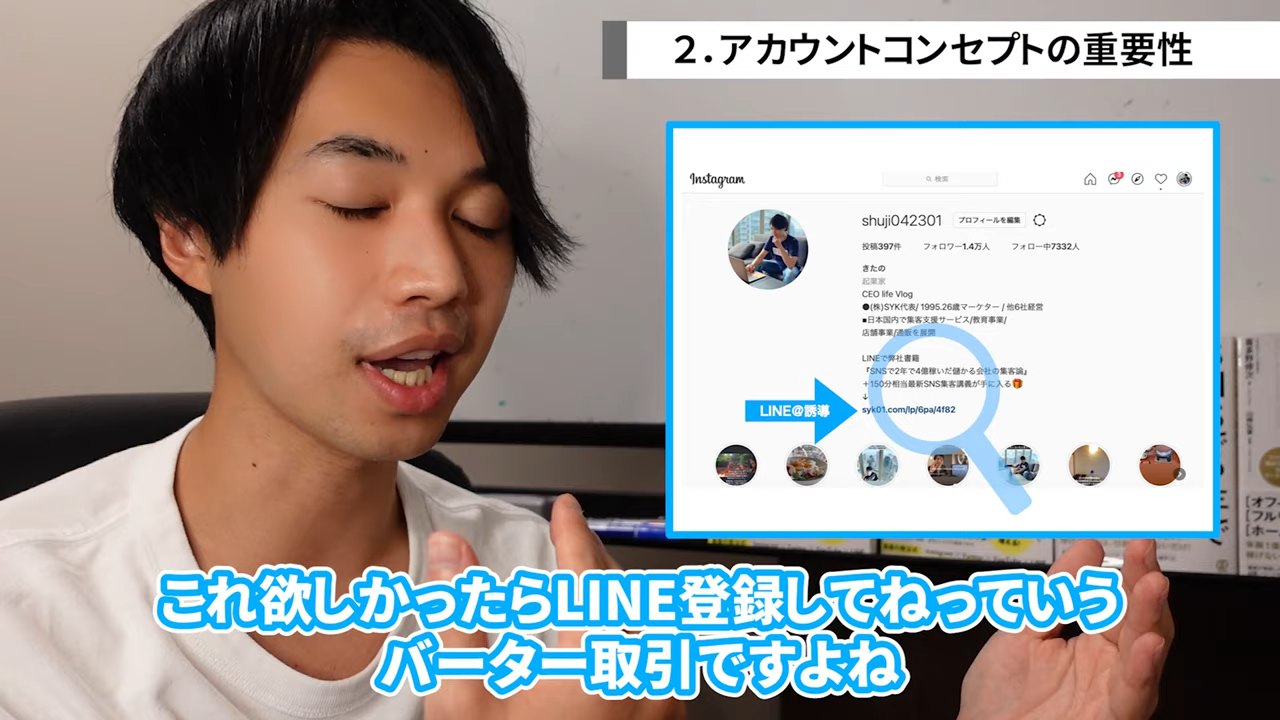 2.アカウントコンセプトの重要性
Instagram
検索
shuji042301 プロフィールを編集
投稿397件 フォロワー1.4万人 フォロー中7332人
きたの
起業家
CEO life Vlog
●(株)SYK代表/ 1995.26歳マーケター / 他6社経営
■日本国内で集客支援サービス/教育事業/
店舗事業/通販を展開
LINEで弊社書籍
『SNSで2年で4億稼いだ儲かる会社の集客論』
+150分相当最新SNS集客講義が手に入る🎁
↓
LINE@誘導
syk01.com/lp/6pa/4f82
これ欲しかったらLINE登録してねっていう
バーター取引ですよね